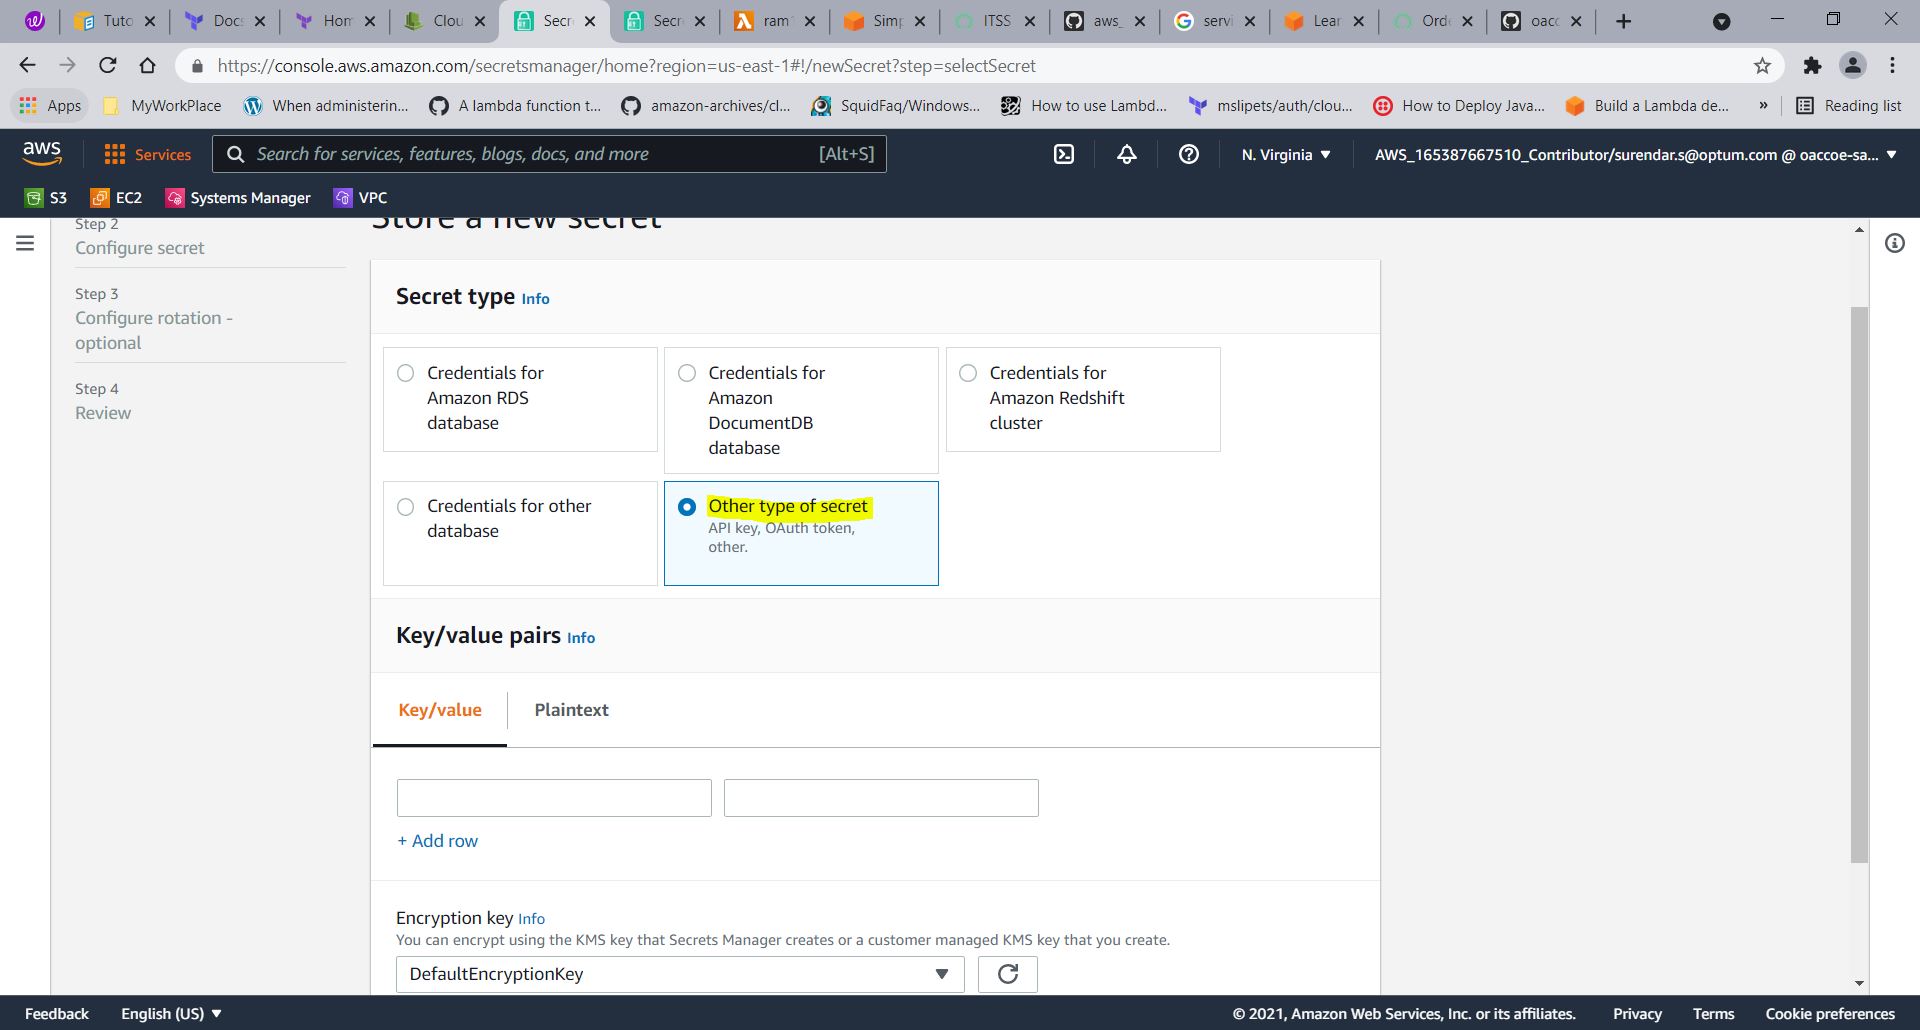 Tuto
Docs
Hom
Clou
Secr
Secr
ram
Simp
ITSS
aws_
servi
Lear
Orde
oacc
https://console.aws.amazon.com/secretsmanager/home?region=us-east-1#!/newSecret?step=selectSecret
Apps
MyWorkPlace
When administerin...
A lambda function t...
amazon-archives/cl...
SquidFaq/Windows...
How to use Lambd...
mslipets/auth/clou...
How to Deploy Java...
Build a Lambda de...
»
Reading list
aws
Services
Search for services, features, blogs, docs, and more
[Alt+S]
N. Virginia
AWS_165387667510_Contributor/surendar.s@optum.com @ oaccoe-sa...
S3
EC2
Systems Manager
VPC
Step 2
Configure secret
Step 3
Configure rotation -
optional
Step 4
Review
Store a new secret
Secret type Info
Credentials for
Amazon RDS
database
Credentials for
Amazon
DocumentDB
database
Credentials for
Amazon Redshift
cluster
Credentials for other
database
Other type of secret
API key, OAuth token,
other.
Key/value pairs Info
Key/value
Plaintext
+ Add row
Encryption key Info
You can encrypt using the KMS key that Secrets Manager creates or a customer managed KMS key that you create.
DefaultEncryptionKey
Feedback
English (US)
© 2021, Amazon Web Services, Inc. or its affiliates.
Privacy
Terms
Cookie preferences